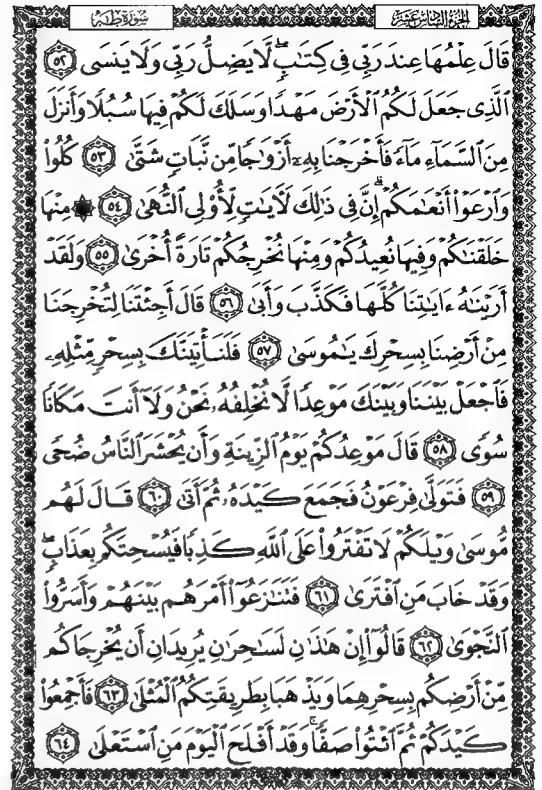 الجزء السادس عشر
سُورَةُ طٰهٰ
قَالَ عِلْمُهَا عِندَ رَبِّى فِى كِتَـٰبٍۖ لَّا يَضِلُّ رَبِّى وَلَا يَنسَى ٥٢
ٱلَّذِى جَعَلَ لَكُمُ ٱلْأَرْضَ مَهْدًا وَسَلَكَ لَكُمْ فِيهَا سُبُلًا وَأَنزَلَ
مِنَ ٱلسَّمَآءِ مَآءً فَأَخْرَجْنَا بِهِۦٓ أَزْوَٰجًا مِّن نَّبَاتٍ شَتَّىٰ ٥٣ كُلُوا۟
وَٱرْعَوْا۟ أَنْعَـٰمَكُمْۗ إِنَّ فِى ذَٰلِكَ لَـَٔايَـٰتٍ لِّأُو۟لِى ٱلنُّهَىٰ ٥٤ ۞ مِنْهَا
خَلَقْنَـٰكُمْ وَفِيهَا نُعِيدُكُمْ وَمِنْهَا نُخْرِجُكُمْ تَارَةً أُخْرَىٰ ٥٥ وَلَقَدْ
أَرَيْنَـٰهُ ءَايَـٰتِنَا كُلَّهَا فَكَذَّبَ وَأَبَىٰ ٥٦ قَالَ أَجِئْتَنَا لِتُخْرِجَنَا
مِنْ أَرْضِنَا بِسِحْرِكَ يَـٰمُوسَىٰ ٥٧ فَلَنَأْتِيَنَّكَ بِسِحْرٍ مِّثْلِهِۦ
فَٱجْعَلْ بَيْنَنَا وَبَيْنَكَ مَوْعِدًا لَّا نُخْلِفُهُۥ نَحْنُ وَلَآ أَنتَ مَكَانًا
سُوًى ٥٨ قَالَ مَوْعِدُكُمْ يَوْمُ ٱلزِّينَةِ وَأَن يُحْشَرَ ٱلنَّاسُ ضُحًى
٥٩ فَتَوَلَّىٰ فِرْعَوْنُ فَجَمَعَ كَيْدَهُۥ ثُمَّ أَتَىٰ ٦٠ قَالَ لَهُم
مُّوسَىٰ وَيْلَكُمْ لَا تَفْتَرُوا۟ عَلَى ٱللَّهِ كَذِبًا فَيُسْحِتَكُم بِعَذَابٍۖ
وَقَدْ خَابَ مَنِ ٱفْتَرَىٰ ٦١ فَتَنَـٰزَعُوٓا۟ أَمْرَهُم بَيْنَهُمْ وَأَسَرُّوا۟
ٱلنَّجْوَىٰ ٦٢ قَالُوٓا۟ إِنْ هَـٰذَٰنِ لَسَـٰحِرَٰنِ يُرِيدَانِ أَن يُخْرِجَاكُم
مِّنْ أَرْضِكُم بِسِحْرِهِمَا وَيَذْهَبَا بِطَرِيقَتِكُمُ ٱلْمُثْلَىٰ ٦٣ فَأَجْمِعُوا۟
كَيْدَكُمْ ثُمَّ ٱئْتُوا۟ صَفًّاۚ وَقَدْ أَفْلَحَ ٱلْيَوْمَ مَنِ ٱسْتَعْلَىٰ ٦٤